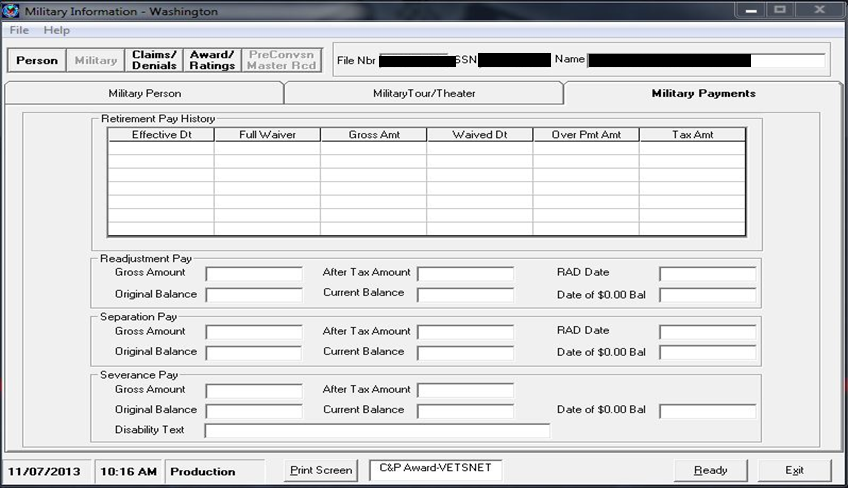 Military Information - Washington
File Help
Person Military Claims/ Denials Award/ Ratings PreConvsn Master Rcd File Nbr SSN Name
Military Person MilitaryTour/Theater Military Payments
Retirement Pay History
Effective Dt Full Waiver Gross Amt Waived Dt Over Pmt Amt Tax Amt
Readjustment Pay
Gross Amount After Tax Amount RAD Date
Original Balance Current Balance Date of $0.00 Bal
Separation Pay
Gross Amount After Tax Amount RAD Date
Original Balance Current Balance Date of $0.00 Bal
Severance Pay
Gross Amount After Tax Amount
Original Balance Current Balance Date of $0.00 Bal
Disability Text
11/07/2013 10:16 AM Production Print Screen C&P Award-VETSNET Ready Exit